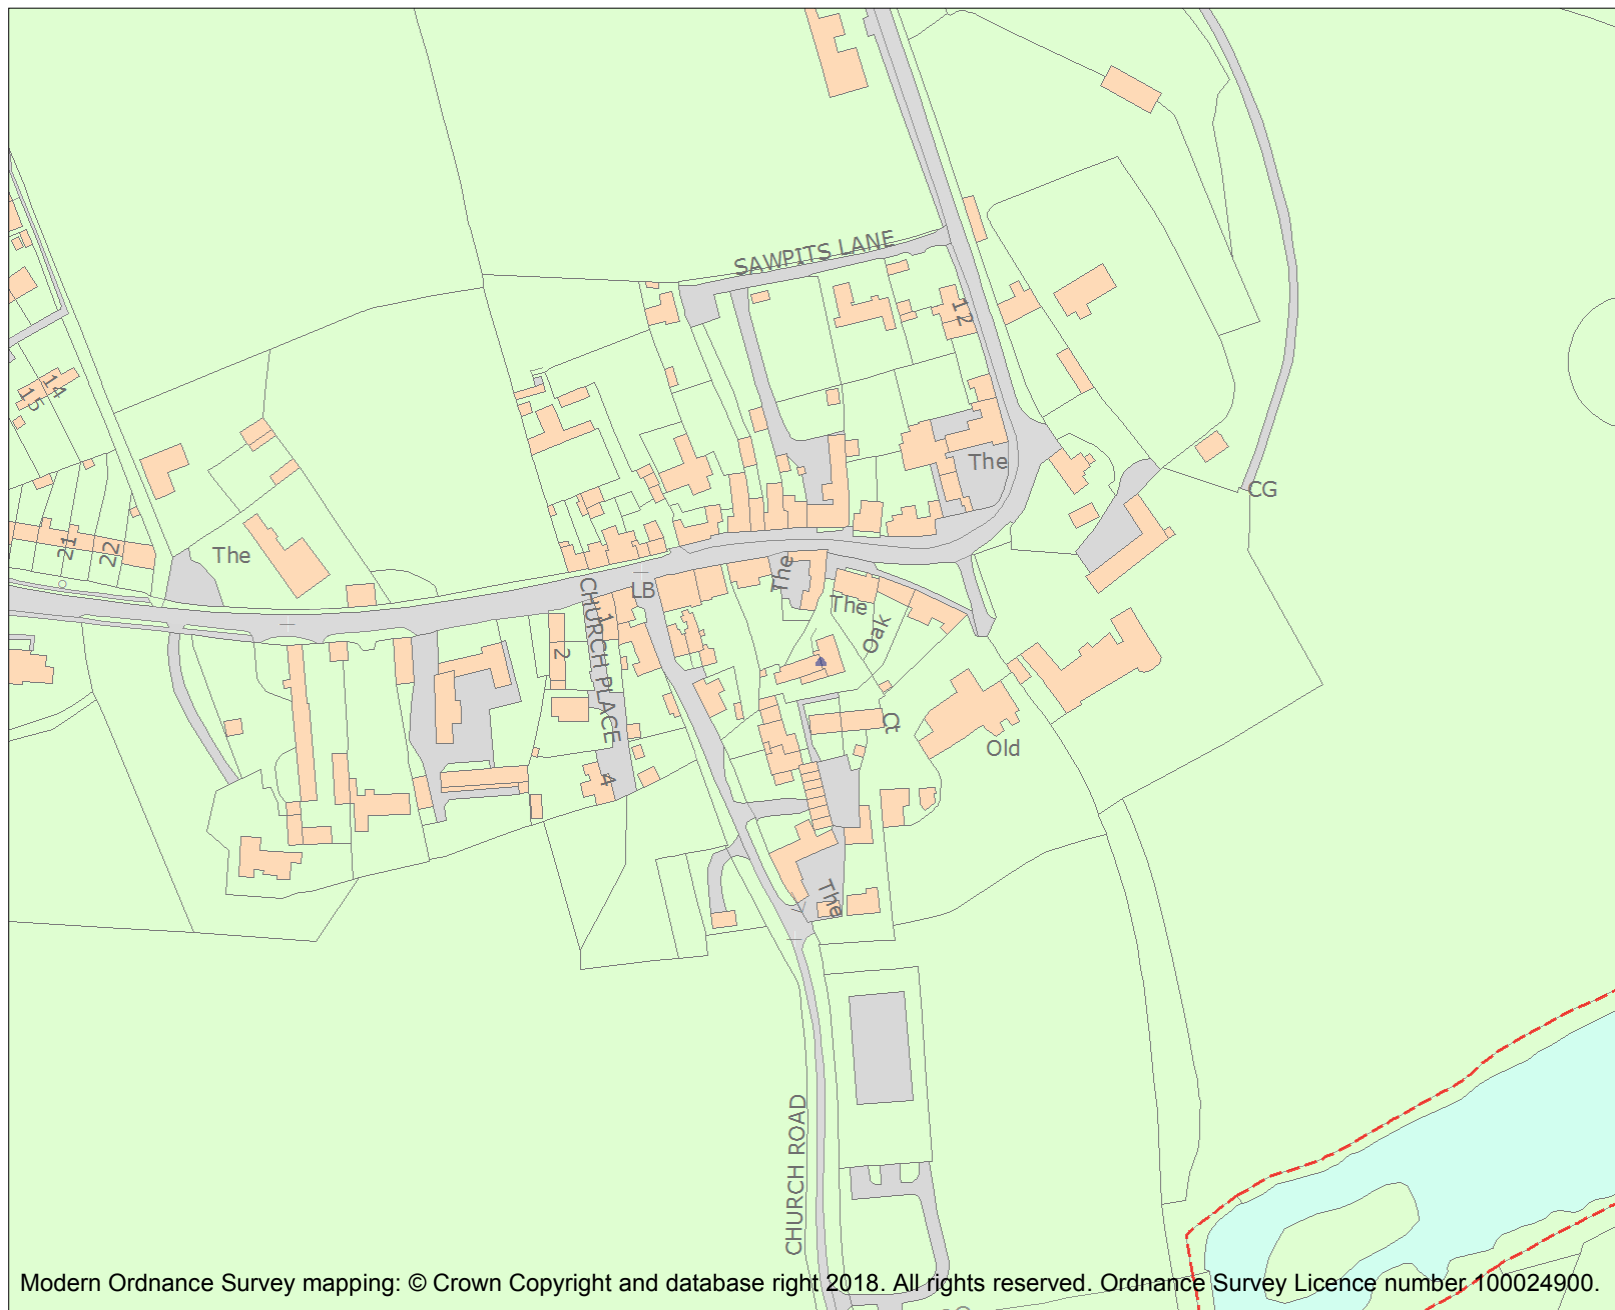 SAWPITS LANE
12
14
15
The
CG
21
22
The
The
LB
CHURCH PLACE
1
The
Oak
2
Ct
Old
4
The
CHURCH ROAD
Modern Ordnance Survey mapping: © Crown Copyright and database right 2018. All rights reserved. Ordnance Survey Licence number 100024900.